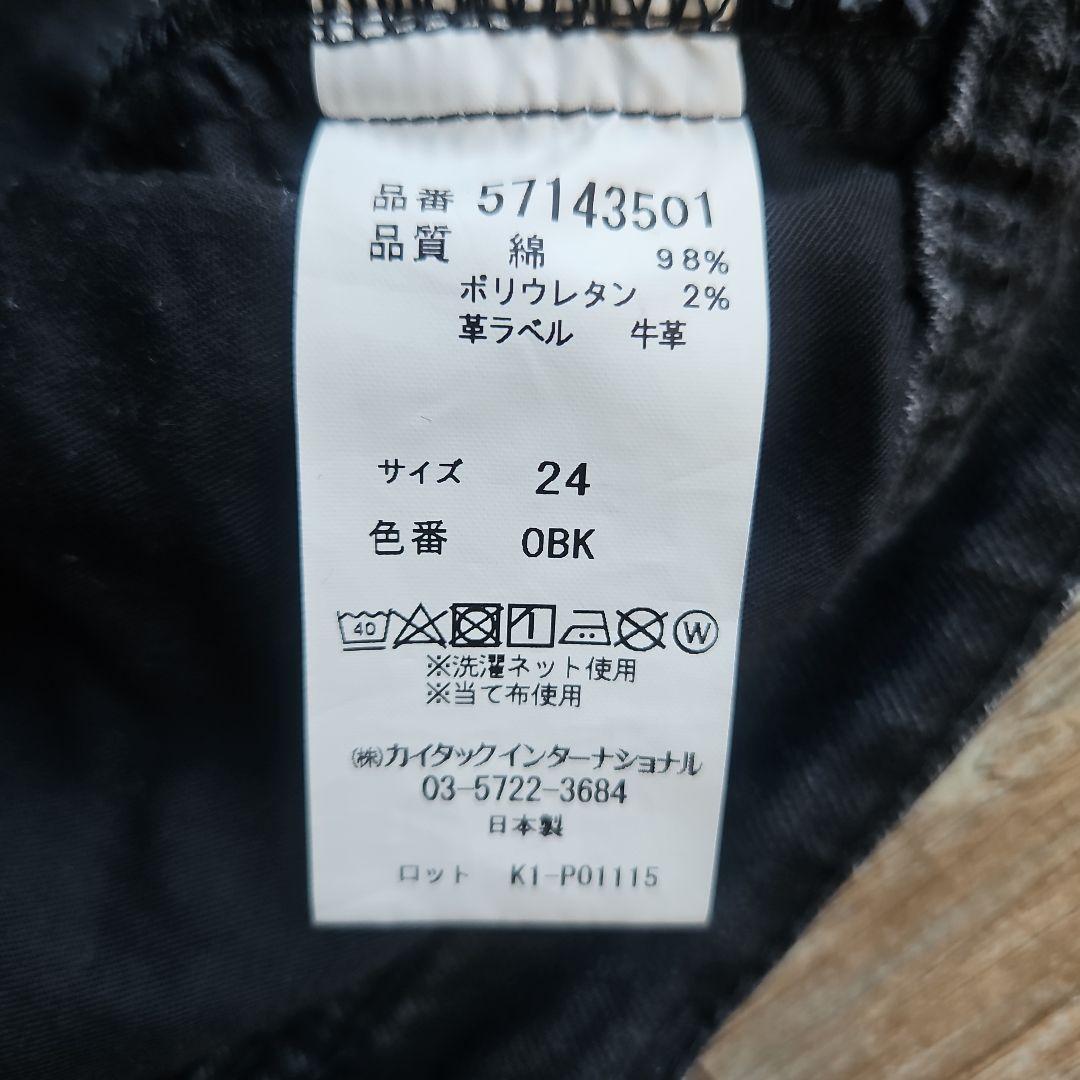 品番 57143501
品質 綿 98%
ポリウレタン 2%
革ラベル 牛革
サイズ 24
色番 0BK
40 W
※洗濯ネット使用
※当て布使用
㈱カイタックインターナショナル
03-5722-3684
日本製
ロット K1-P01115